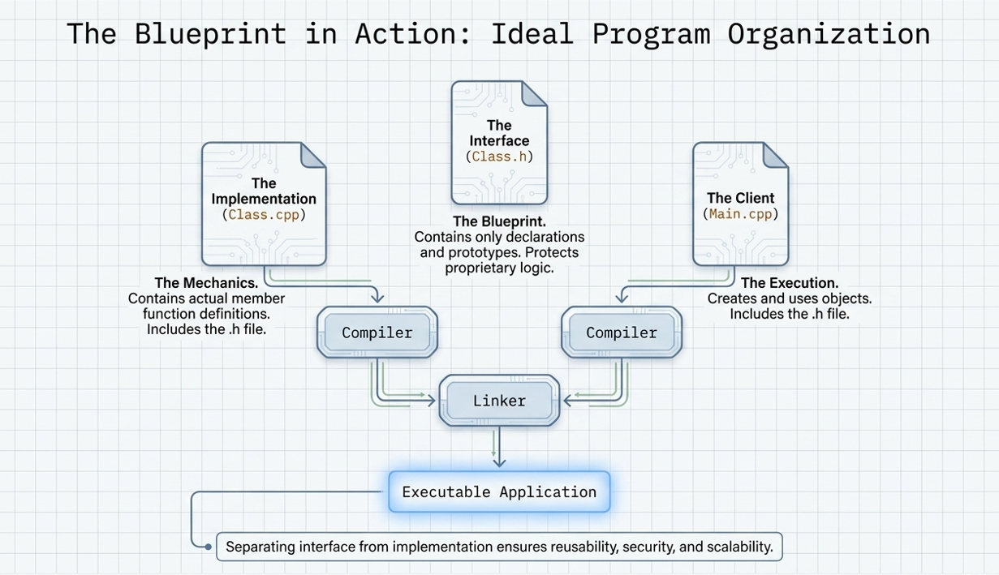 The Blueprint in Action: Ideal Program Organization
The
Interface
(Class.h)
The
Implementation
(Class.cpp)
The Client
(Main.cpp)
The Blueprint.
Contains only declarations
and prototypes. Protects
proprietary logic.
The Mechanics.
Contains actual member
function definitions.
Includes the .h file.
The Execution.
Creates and uses objects.
Includes the .h file.
Compiler
Compiler
Linker
Executable Application
Separating interface from implementation ensures reusability, security, and scalability.